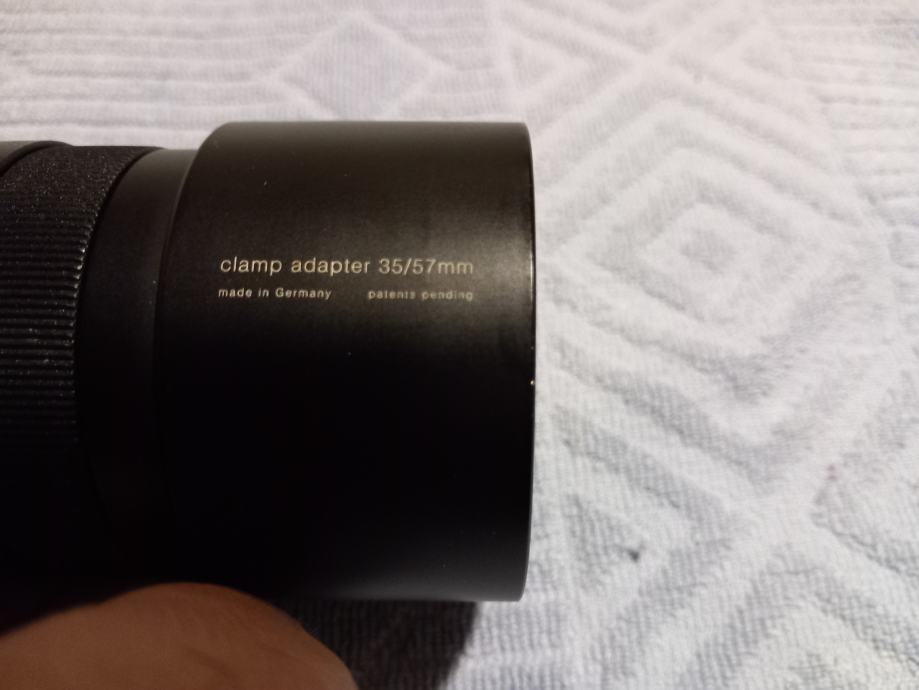 clamp adapter 35/57mm
made in Germany patents pending